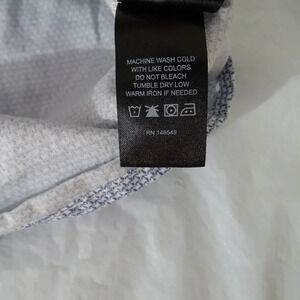 MACHINE WASH COLD
WITH LIKE COLORS
DO NOT BLEACH
TUMBLE DRY LOW
WARM IRON IF NEEDED
RN 148549